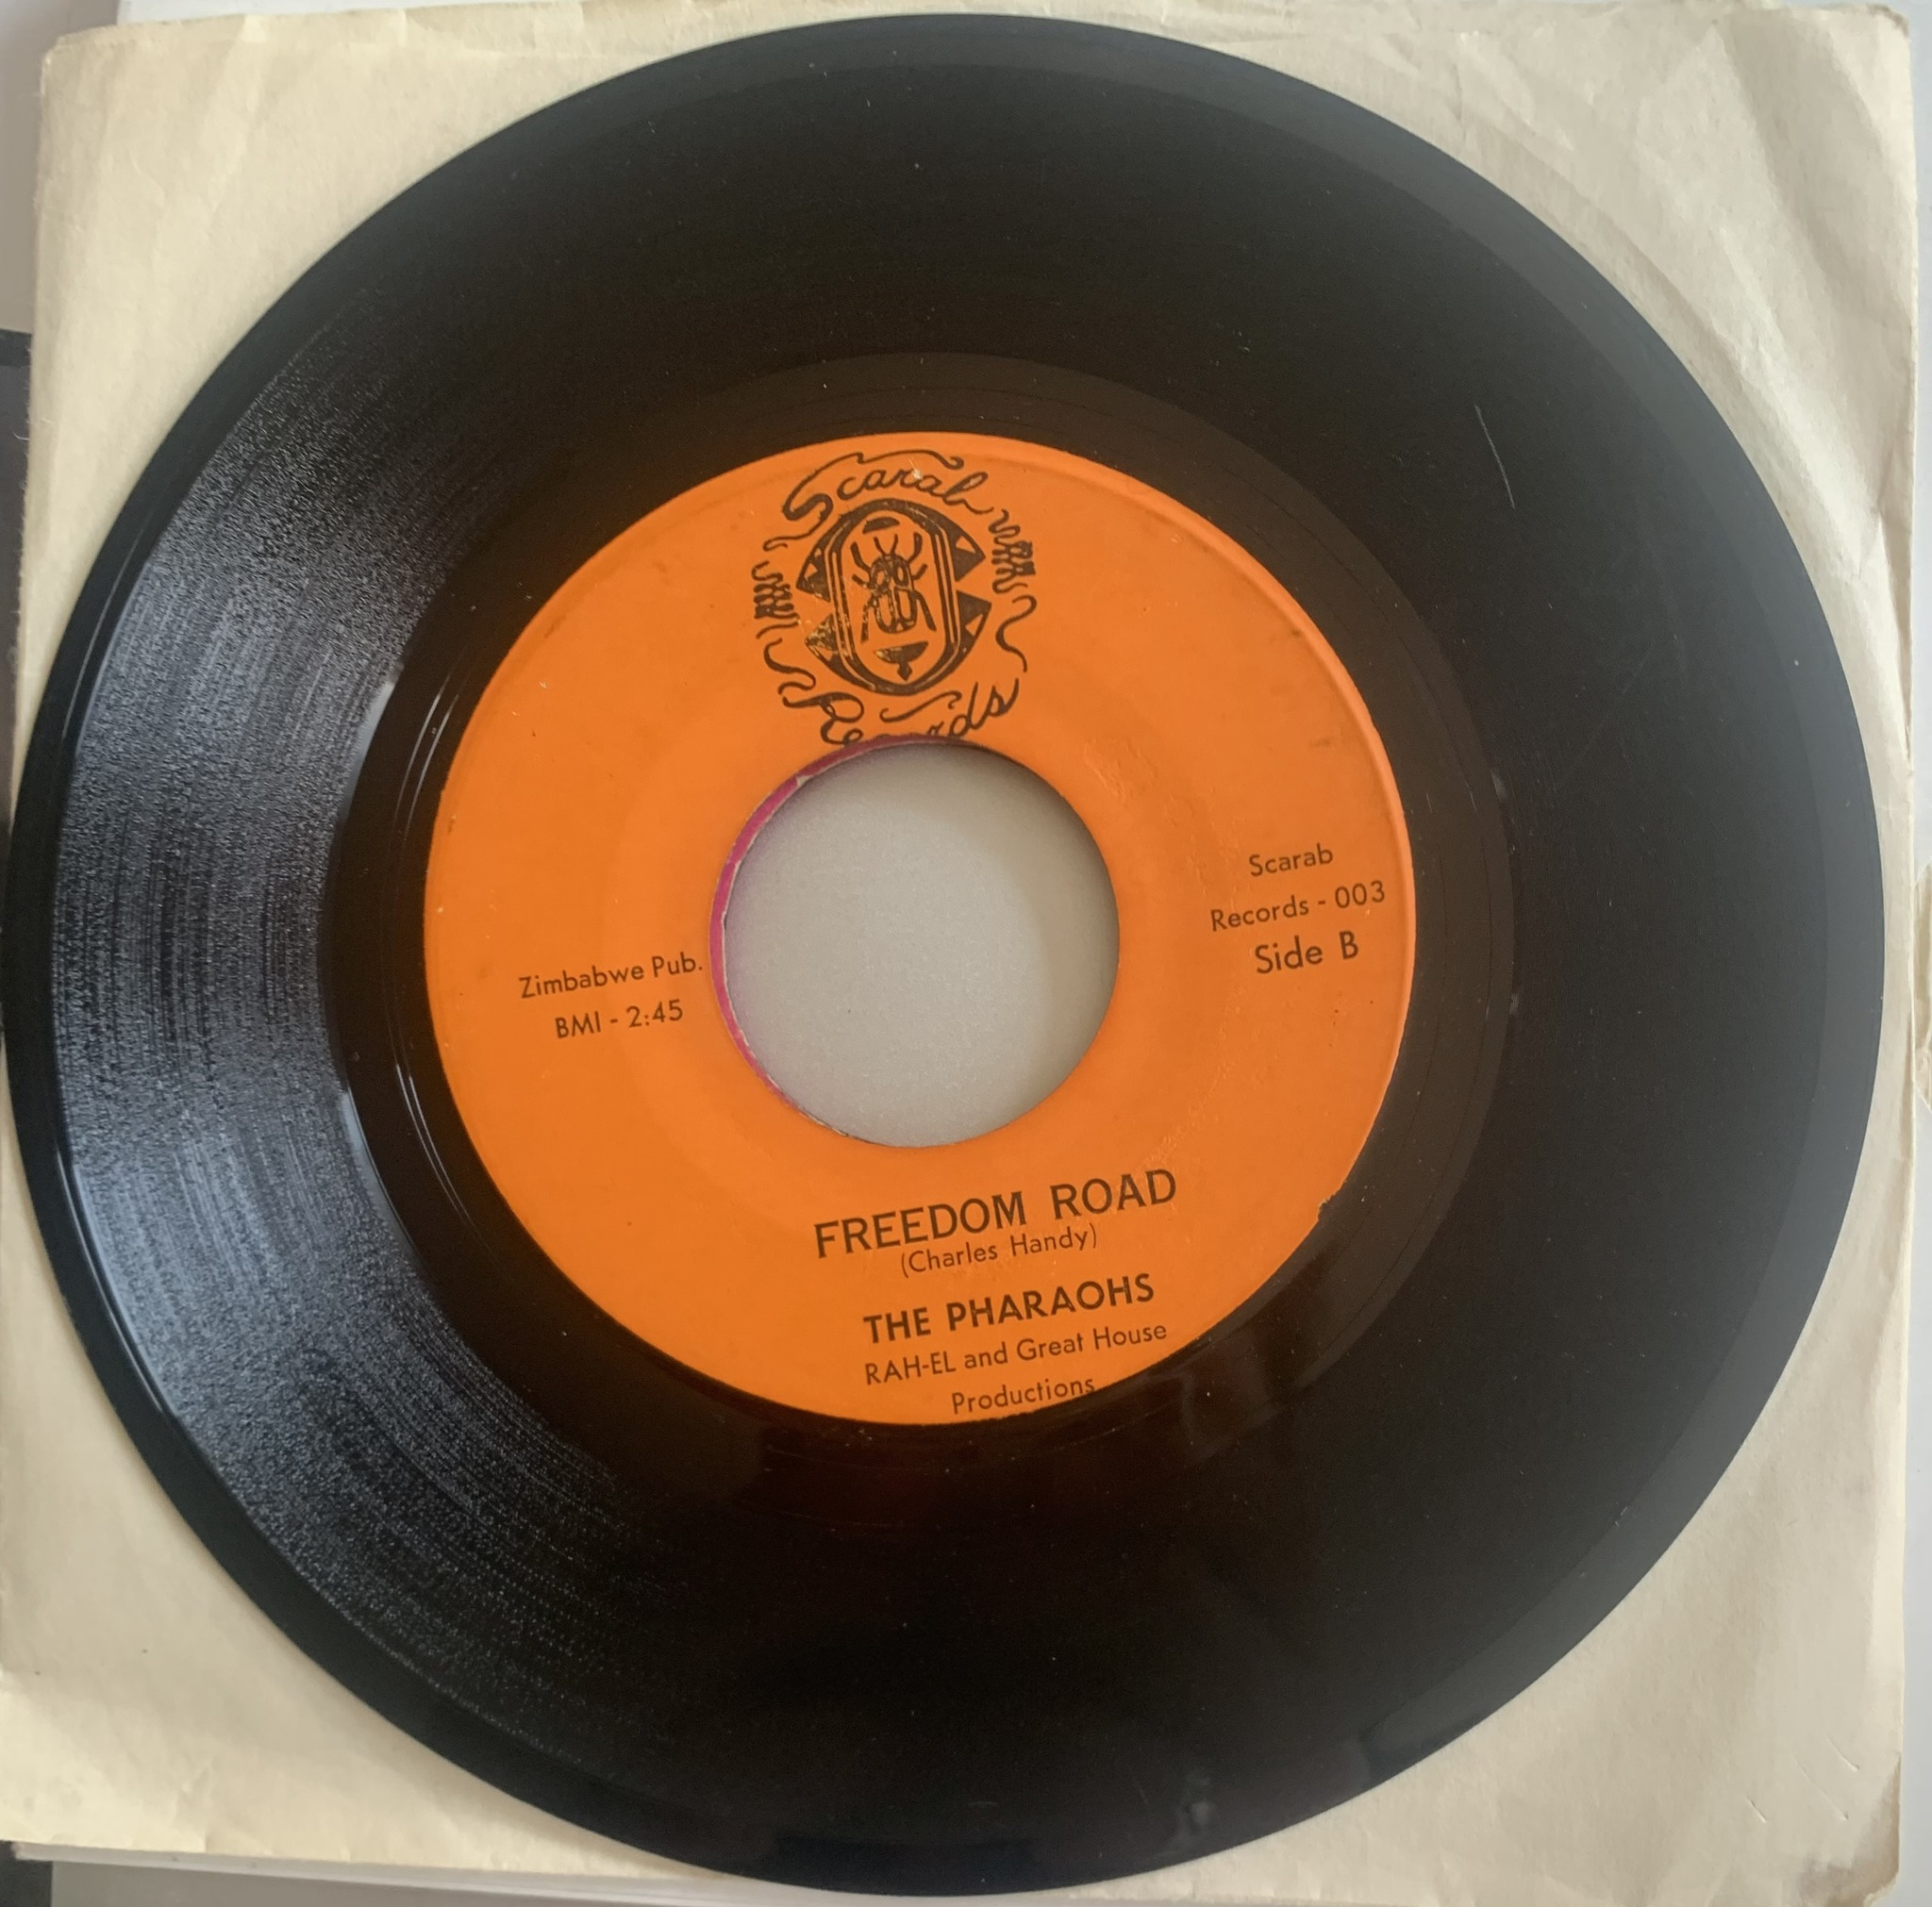 Scarab
Records
Zimbabwe Pub.
BMI - 2:45
Scarab
Records - 003
Side B
FREEDOM ROAD
(Charles Handy)
THE PHARAOHS
RAH-EL and Great House
Productions